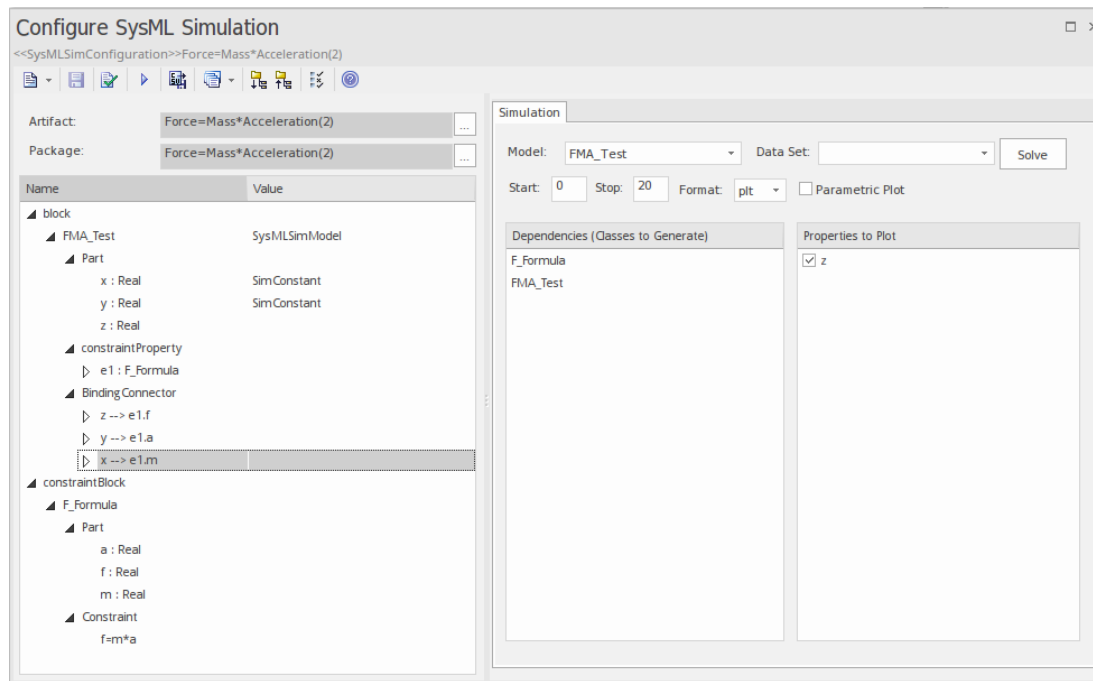 Configure SysML Simulation
<<SysMLSimConfiguration>>Force=Mass*Acceleration(2)
Artifact: Force=Mass*Acceleration(2) ...
Package: Force=Mass*Acceleration(2) ...
Name Value
block
FMA_Test SysMLSimModel
Part
x : Real SimConstant
y : Real SimConstant
z : Real
constraintProperty
e1 : F_Formula
BindingConnector
z --> e1.f
y --> e1.a
x --> e1.m
constraintBlock
F_Formula
Part
a : Real
f : Real
m : Real
Constraint
f=m*a
Simulation
Model: FMA_Test Data Set: Solve
Start: 0 Stop: 20 Format: plt Parametric Plot
Dependencies (Classes to Generate) Properties to Plot
F_Formula z
FMA_Test